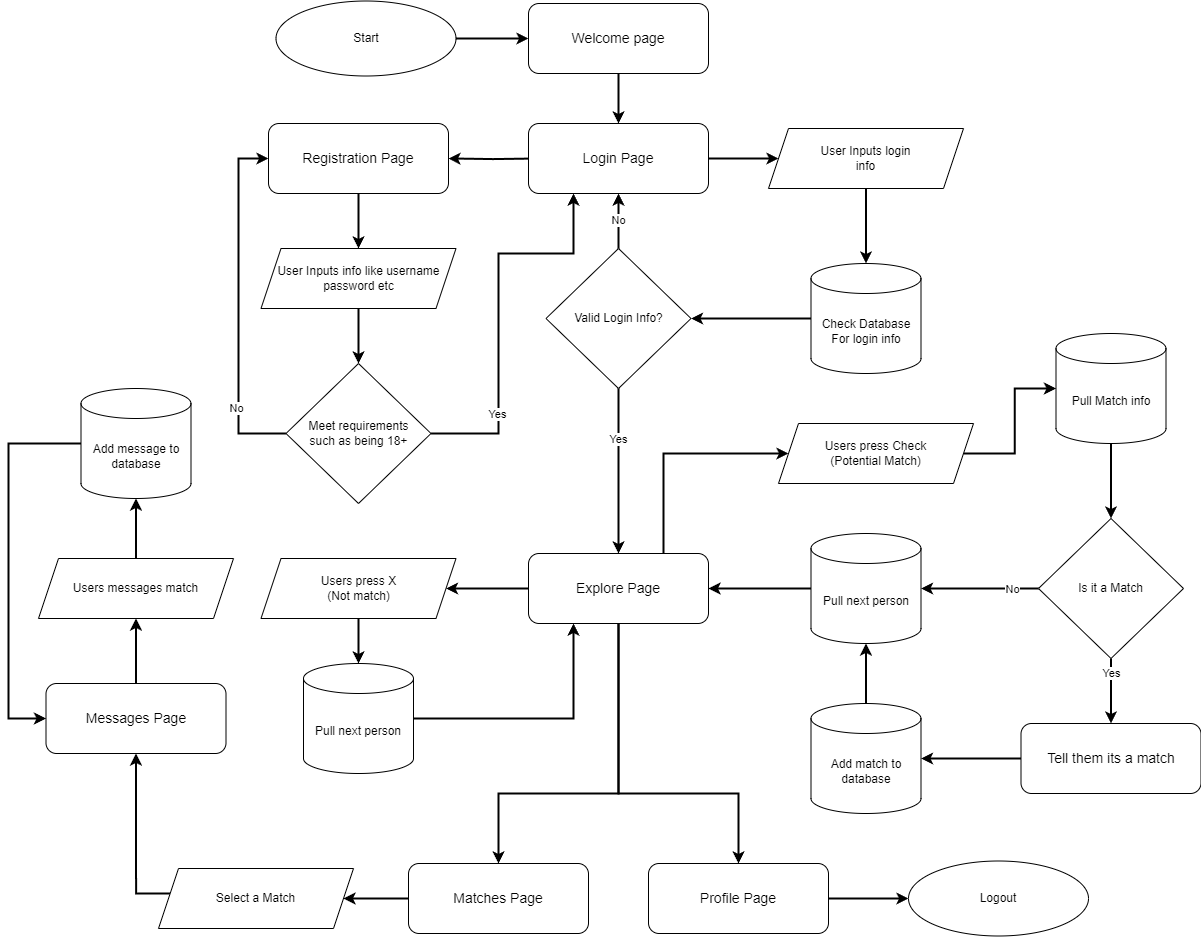 Start
Welcome page
Registration Page
Login Page
User Inputs login
info
No
User Inputs info like username
password etc
Valid Login Info?
Check Database
For login info
No
Meet requirements
such as being 18+
Yes
Yes
Pull Match info
Users press Check
(Potential Match)
Add message to
database
Users messages match
Users press X
(Not match)
Explore Page
Pull next person
No
Is it a Match
Yes
Messages Page
Pull next person
Add match to
database
Tell them its a match
Select a Match
Matches Page
Profile Page
Logout